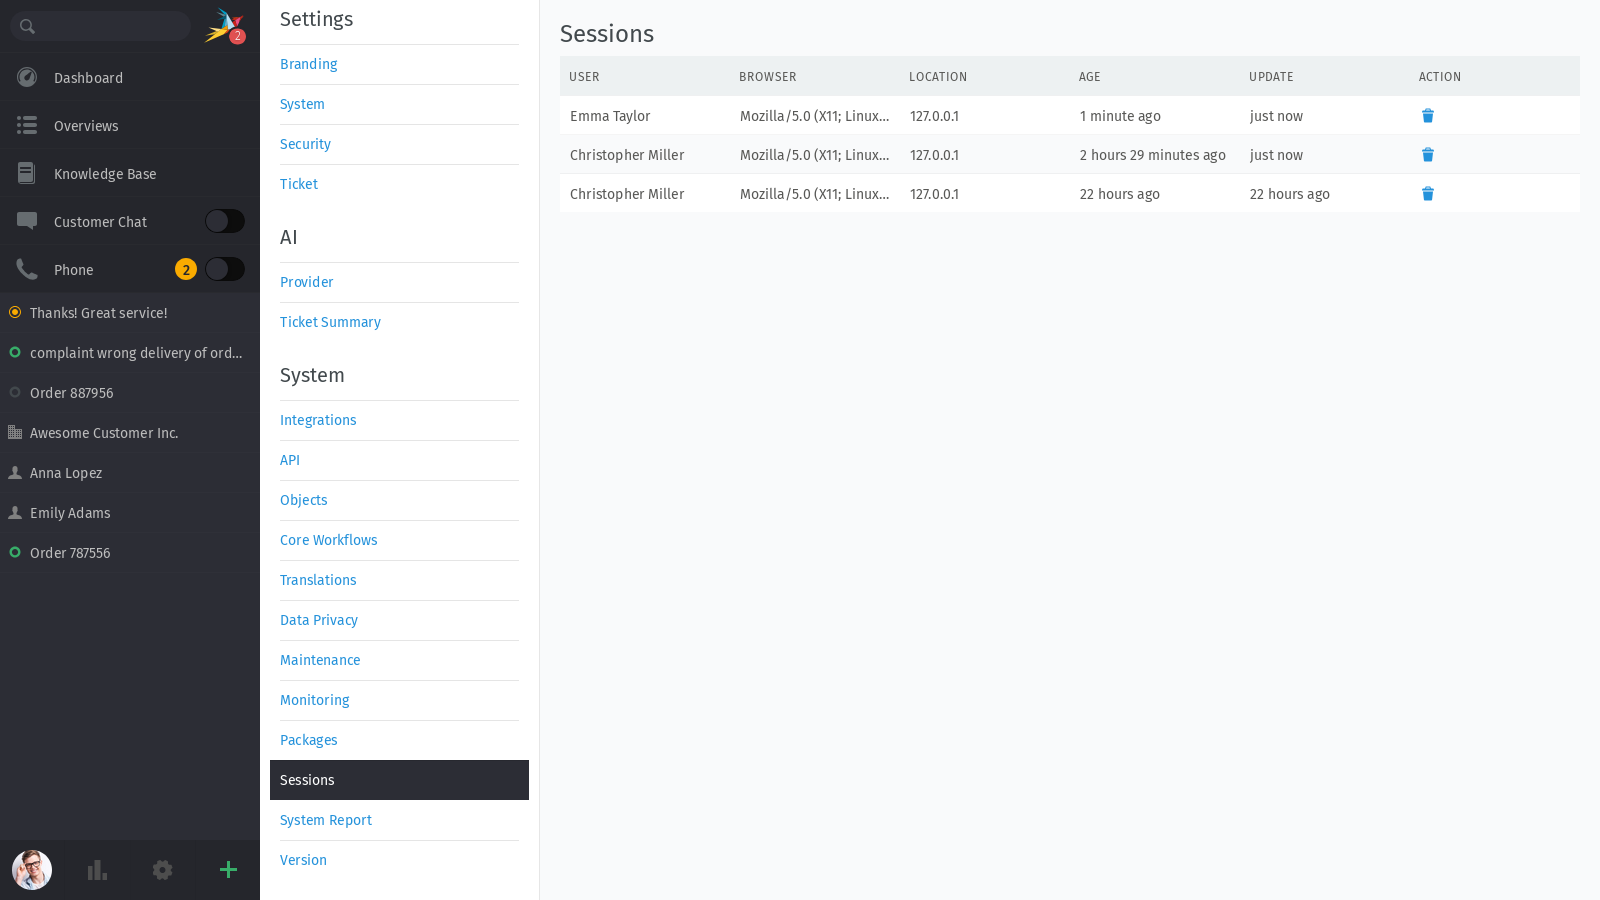 2
Dashboard
Overviews
Knowledge Base
Customer Chat
Phone 2
Thanks! Great service!
complaint wrong delivery of ord...
Order 887956
Awesome Customer Inc.
Anna Lopez
Emily Adams
Order 787556
Settings
Branding
System
Security
Ticket
AI
Provider
Ticket Summary
System
Integrations
API
Objects
Core Workflows
Translations
Data Privacy
Maintenance
Monitoring
Packages
Sessions
System Report
Version
Sessions
USER BROWSER LOCATION AGE UPDATE ACTION
Emma Taylor Mozilla/5.0 (X11; Linux... 127.0.0.1 1 minute ago just now
Christopher Miller Mozilla/5.0 (X11; Linux... 127.0.0.1 2 hours 29 minutes ago just now
Christopher Miller Mozilla/5.0 (X11; Linux... 127.0.0.1 22 hours ago 22 hours ago